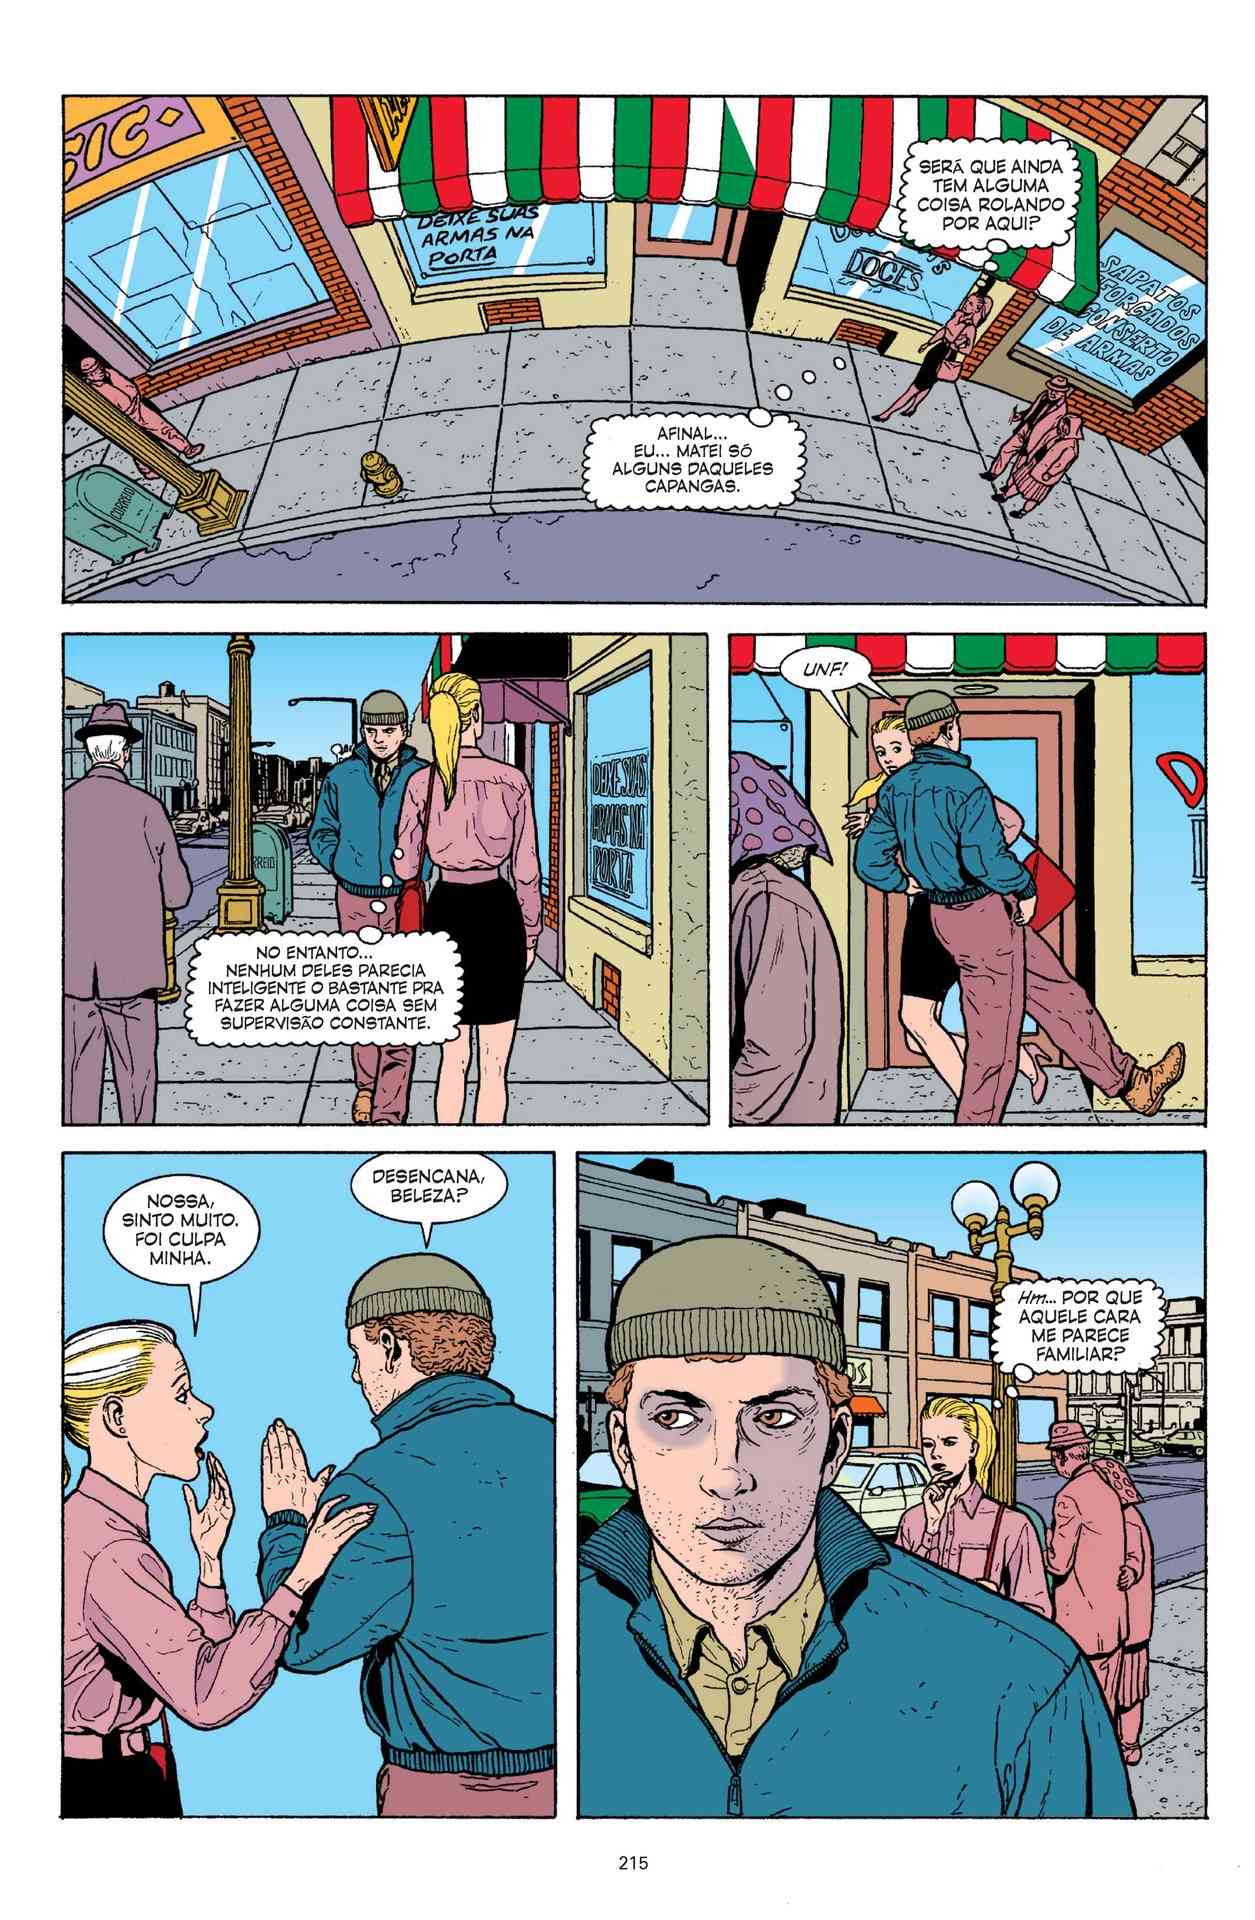 SIC
SERÁ QUE AINDA
TEM ALGUMA
COISA ROLANDO
POR AQUI?
DEIXE SUAS
ARMAS NA
PORTA
DOCES
SAPATOS
FORÇADOS
CONSERTO
DE ARMAS
CORREIO
AFINAL...
EU... MATEI SÓ
ALGUNS DAQUELES
CAPANGAS.
DEIXE SUAS
ARMAS NA
PORTA
RREIO
NO ENTANTO...
NENHUM DELES PARECIA
INTELIGENTE O BASTANTE PRA
FAZER ALGUMA COISA SEM
SUPERVISÃO CONSTANTE.
UNF!
D
NOSSA,
SINTO MUITO.
FOI CULPA
MINHA.
DESENCANA,
BELEZA?
Hm... POR QUE
AQUELE CARA
ME PARECE
FAMILIAR?
215